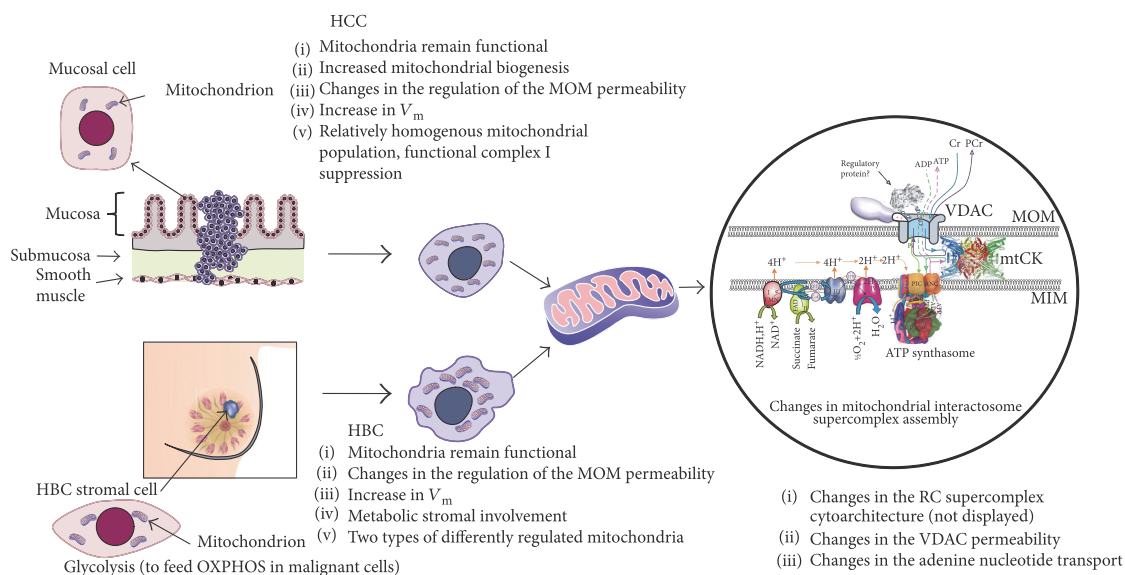 HCC
(i) Mitochondria remain functional
(ii) Increased mitochondrial biogenesis
(iii) Changes in the regulation of the MOM permeability
(iv) Increase in Vm
(v) Relatively homogenous mitochondrial
population, functional complex I
suppression
Mucosal cell
Mitochondrion
Mucosa
Submucosa
Smooth
muscle
HBC stromal cell
Mitochondrion
Glycolysis (to feed OXPHOS in malignant cells)
HBC
(i) Mitochondria remain functional
(ii) Changes in the regulation of the MOM permeability
(iii) Increase in Vm
(iv) Metabolic stromal involvement
(v) Two types of differently regulated mitochondria
Cr PCr
ADP ATP
Regulatory
protein?
VDAC
MOM
mtCK
4H+ 4H+ 2H+ 2H+
MIM
PIC ANC
H+
NADH,H+
NAD+
Succinate
Fumarate
½O2+2H+
H2O
ATP synthasome
Changes in mitochondrial interactosome
supercomplex assembly
(i) Changes in the RC supercomplex
cytoarchitecture (not displayed)
(ii) Changes in the VDAC permeability
(iii) Changes in the adenine nucleotide transport